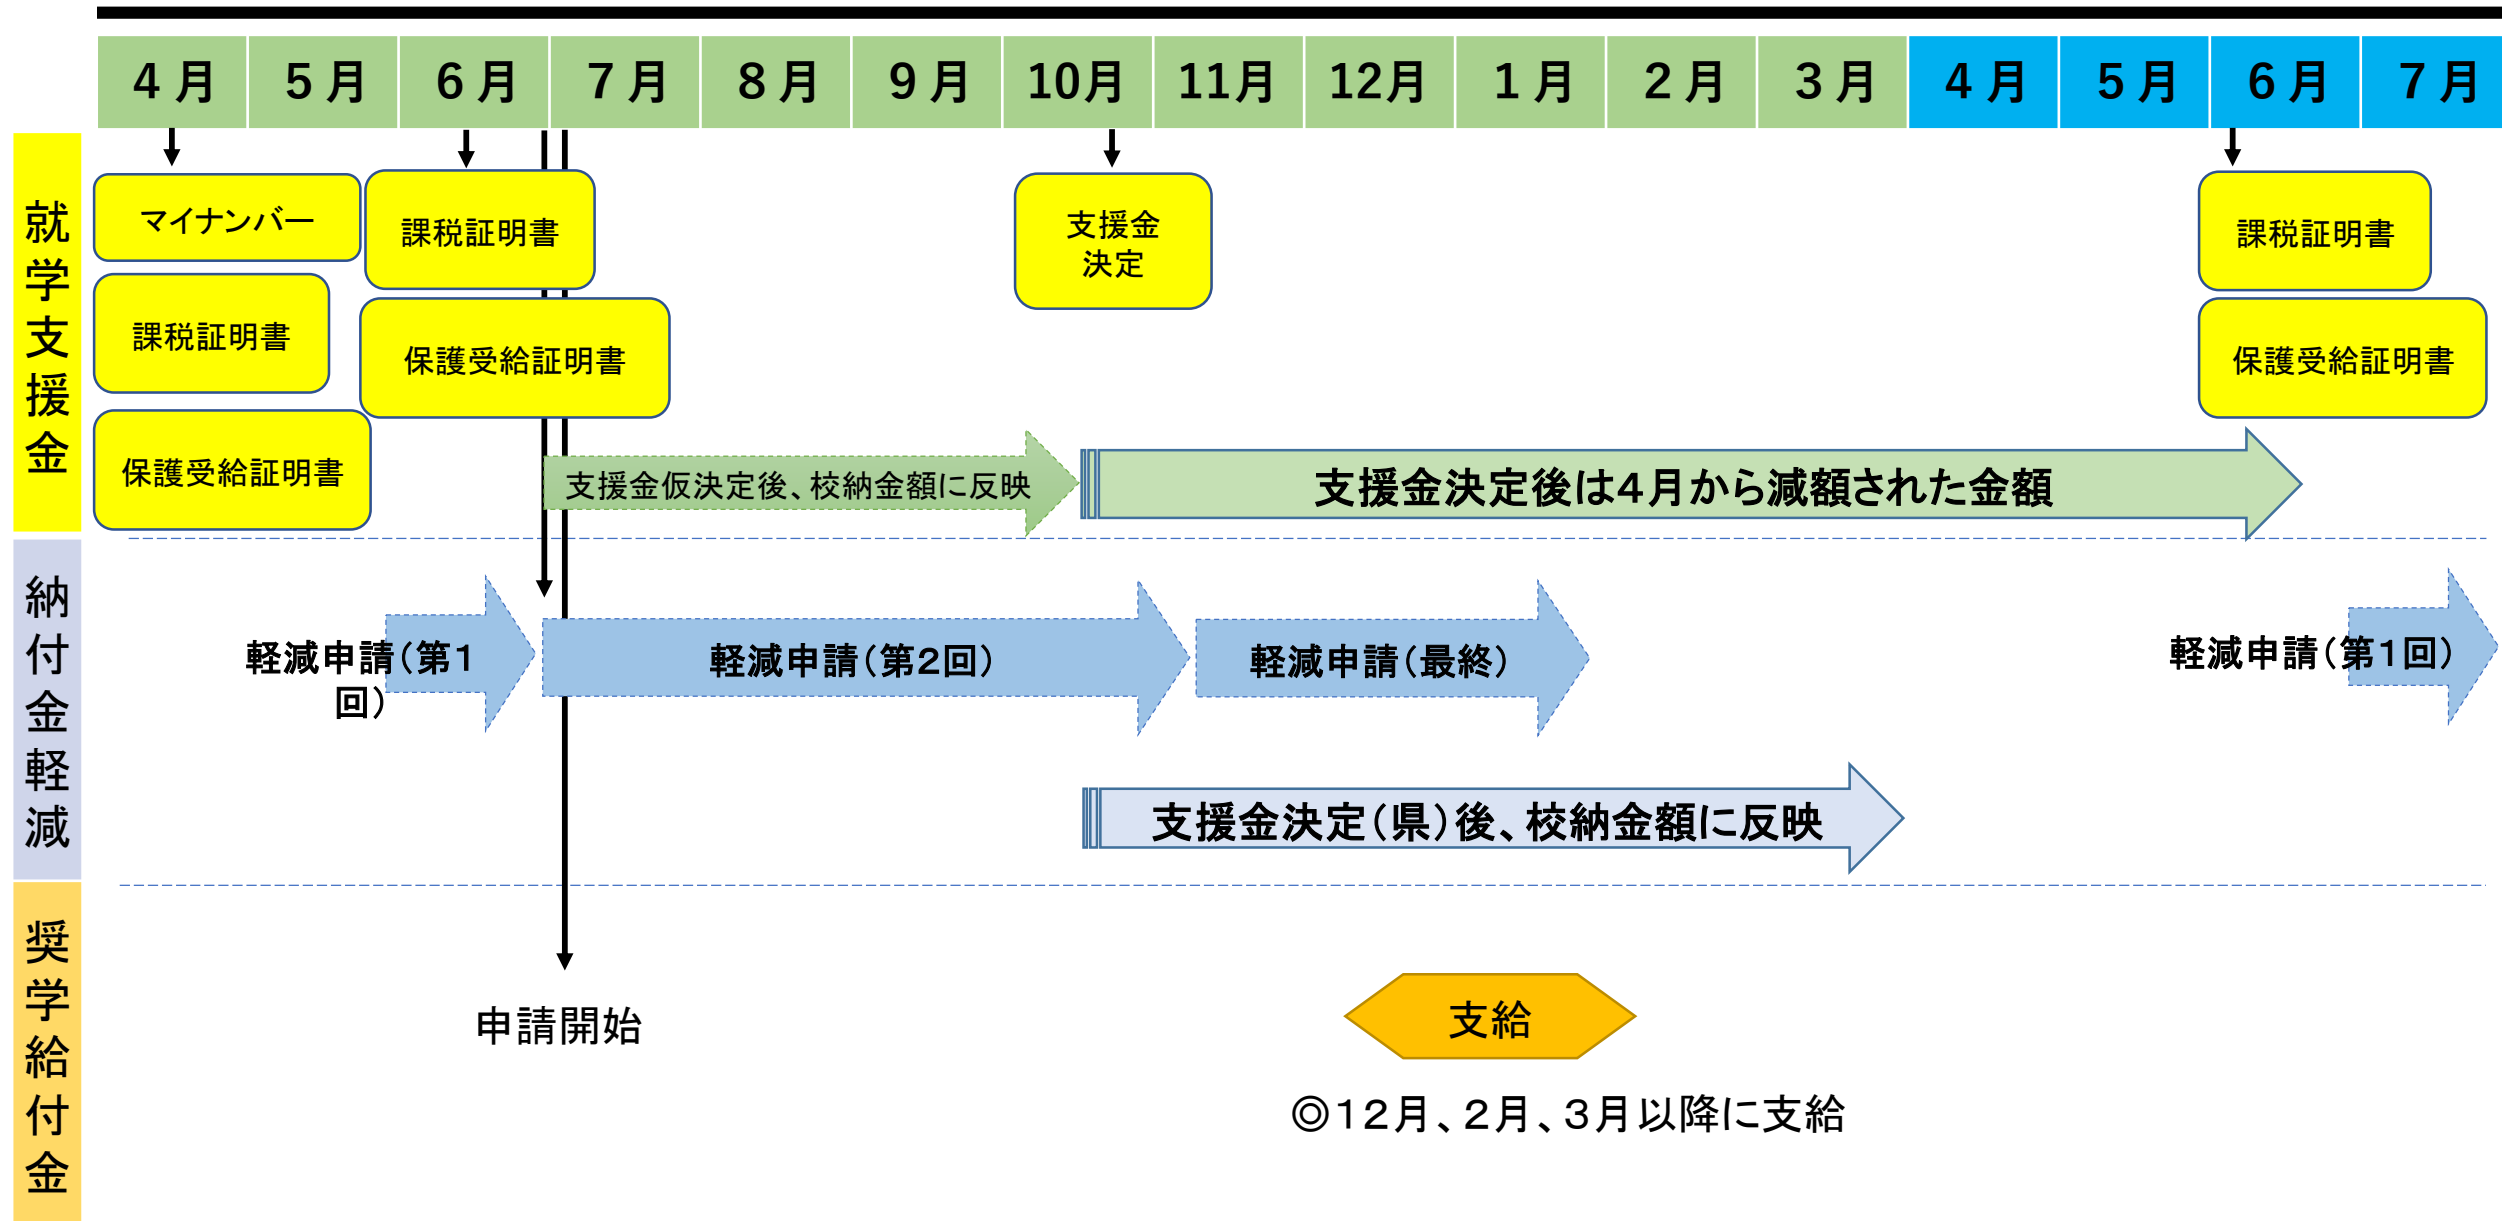 4月 5月 6月 7月 8月 9月 10月 11月 12月 1月 2月 3月 4月 5月 6月 7月
就学支援金
マイナンバー
課税証明書
保護受給証明書
課税証明書
保護受給証明書
支援金
決定
課税証明書
保護受給証明書
支援金仮決定後、校納金額に反映
支援金決定後は4月から減額された金額
納付金軽減
軽減申請(第1
回)
軽減申請(第2回)
軽減申請(最終)
軽減申請(第1回)
支援金決定(県)後、校納金額に反映
奨学給付金
申請開始
支給
◎12月、2月、3月以降に支給